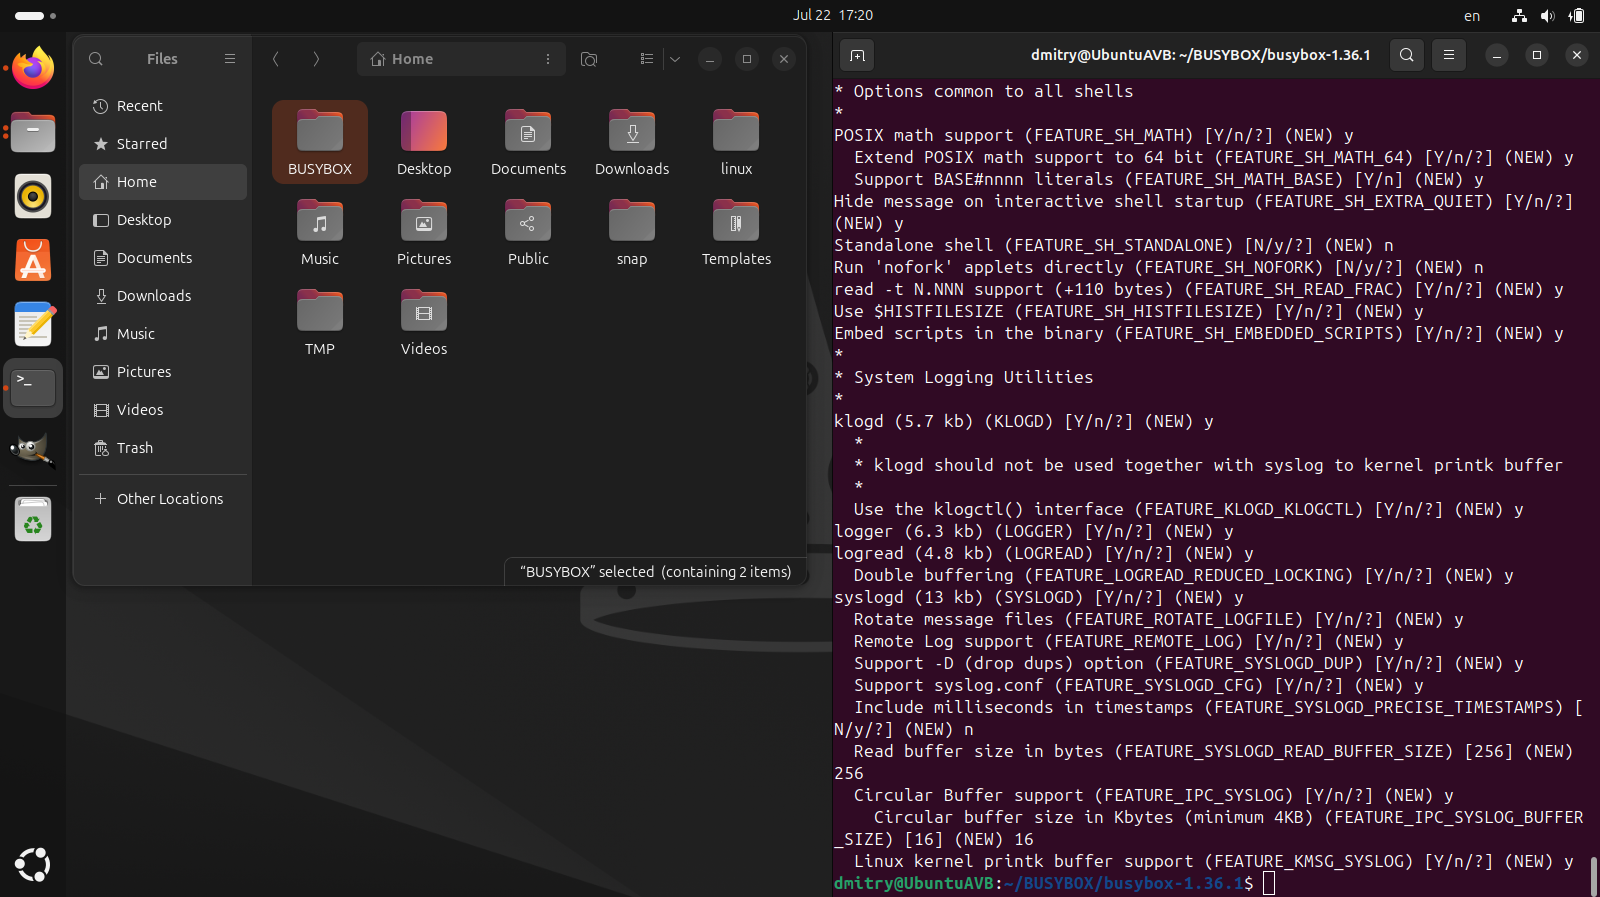 Jul 22 17:20
en
Files
Home
Recent
Starred
Home
Desktop
Documents
Downloads
Music
Pictures
Videos
Trash
Other Locations
BUSYBOX
Desktop
Documents
Downloads
linux
Music
Pictures
Public
snap
Templates
TMP
Videos
“BUSYBOX” selected (containing 2 items)
dmitry@UbuntuAVB: ~/BUSYBOX/busybox-1.36.1
* Options common to all shells
*
POSIX math support (FEATURE_SH_MATH) [Y/n/?] (NEW) y
  Extend POSIX math support to 64 bit (FEATURE_SH_MATH_64) [Y/n/?] (NEW) y
  Support BASE#nnnn literals (FEATURE_SH_MATH_BASE) [Y/n] (NEW) y
Hide message on interactive shell startup (FEATURE_SH_EXTRA_QUIET) [Y/n/?]
(NEW) y
Standalone shell (FEATURE_SH_STANDALONE) [N/y/?] (NEW) n
Run 'nofork' applets directly (FEATURE_SH_NOFORK) [N/y/?] (NEW) n
read -t N.NNN support (+110 bytes) (FEATURE_SH_READ_FRAC) [Y/n/?] (NEW) y
Use $HISTFILESIZE (FEATURE_SH_HISTFILESIZE) [Y/n/?] (NEW) y
Embed scripts in the binary (FEATURE_SH_EMBEDDED_SCRIPTS) [Y/n/?] (NEW) y
*
* System Logging Utilities
*
klogd (5.7 kb) (KLOGD) [Y/n/?] (NEW) y
  *
  * klogd should not be used together with syslog to kernel printk buffer
  *
  Use the klogctl() interface (FEATURE_KLOGD_KLOGCTL) [Y/n/?] (NEW) y
logger (6.3 kb) (LOGGER) [Y/n/?] (NEW) y
logread (4.8 kb) (LOGREAD) [Y/n/?] (NEW) y
  Double buffering (FEATURE_LOGREAD_REDUCED_LOCKING) [Y/n/?] (NEW) y
syslogd (13 kb) (SYSLOGD) [Y/n/?] (NEW) y
  Rotate message files (FEATURE_ROTATE_LOGFILE) [Y/n/?] (NEW) y
  Remote Log support (FEATURE_REMOTE_LOG) [Y/n/?] (NEW) y
  Support -D (drop dups) option (FEATURE_SYSLOGD_DUP) [Y/n/?] (NEW) y
  Support syslog.conf (FEATURE_SYSLOGD_CFG) [Y/n/?] (NEW) y
  Include milliseconds in timestamps (FEATURE_SYSLOGD_PRECISE_TIMESTAMPS) [
N/y/?] (NEW) n
  Read buffer size in bytes (FEATURE_SYSLOGD_READ_BUFFER_SIZE) [256] (NEW)
256
  Circular Buffer support (FEATURE_IPC_SYSLOG) [Y/n/?] (NEW) y
    Circular buffer size in Kbytes (minimum 4KB) (FEATURE_IPC_SYSLOG_BUFFER
_SIZE) [16] (NEW) 16
  Linux kernel printk buffer support (FEATURE_KMSG_SYSLOG) [Y/n/?] (NEW) y
dmitry@UbuntuAVB:~/BUSYBOX/busybox-1.36.1$